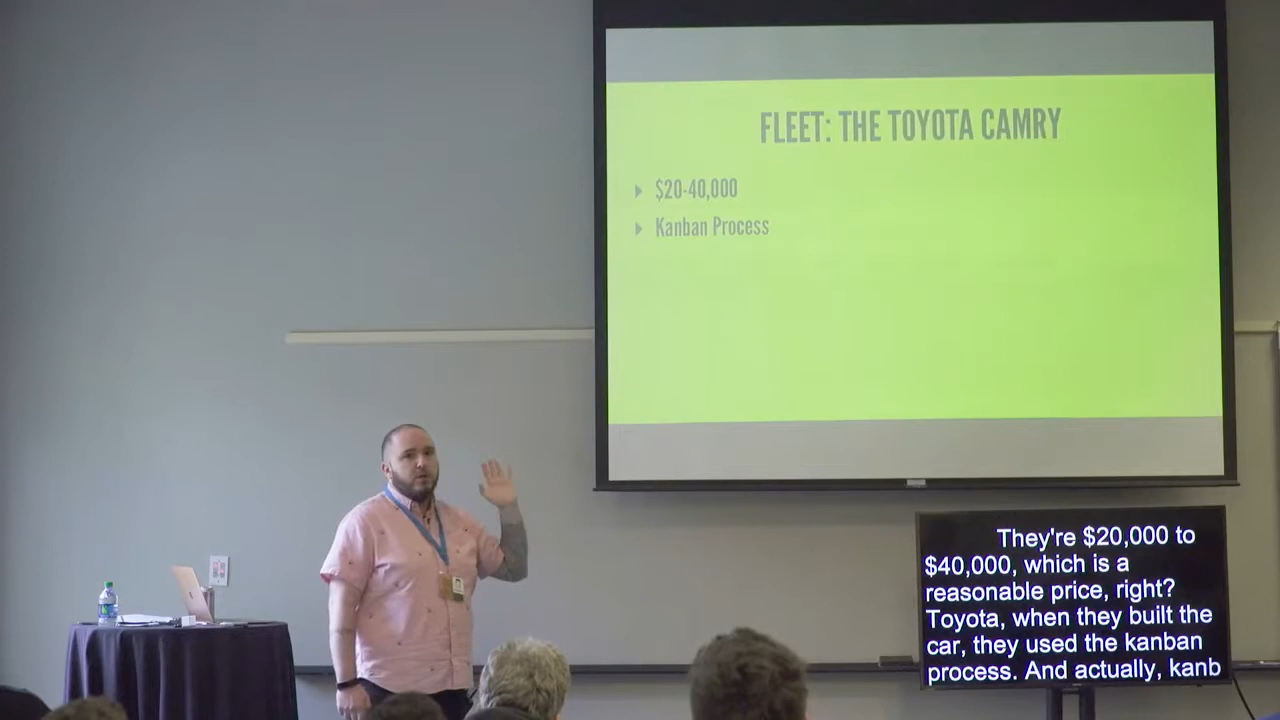 FLEET: THE TOYOTA CAMRY
$20-40,000
Kanban Process
They're $20,000 to
$40,000, which is a
reasonable price, right?
Toyota, when they built the
car, they used the kanban
process. And actually, kanb